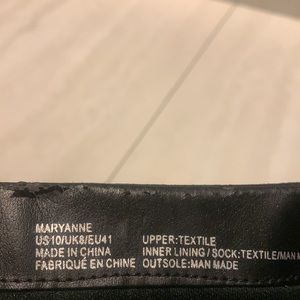 MARYANNE
US10/UK8/EU41
MADE IN CHINA
FABRIQUÉ EN CHINE
UPPER:TEXTILE
INNER LINING / SOCK:TEXTILE/MAN M
OUTSOLE:MAN MADE